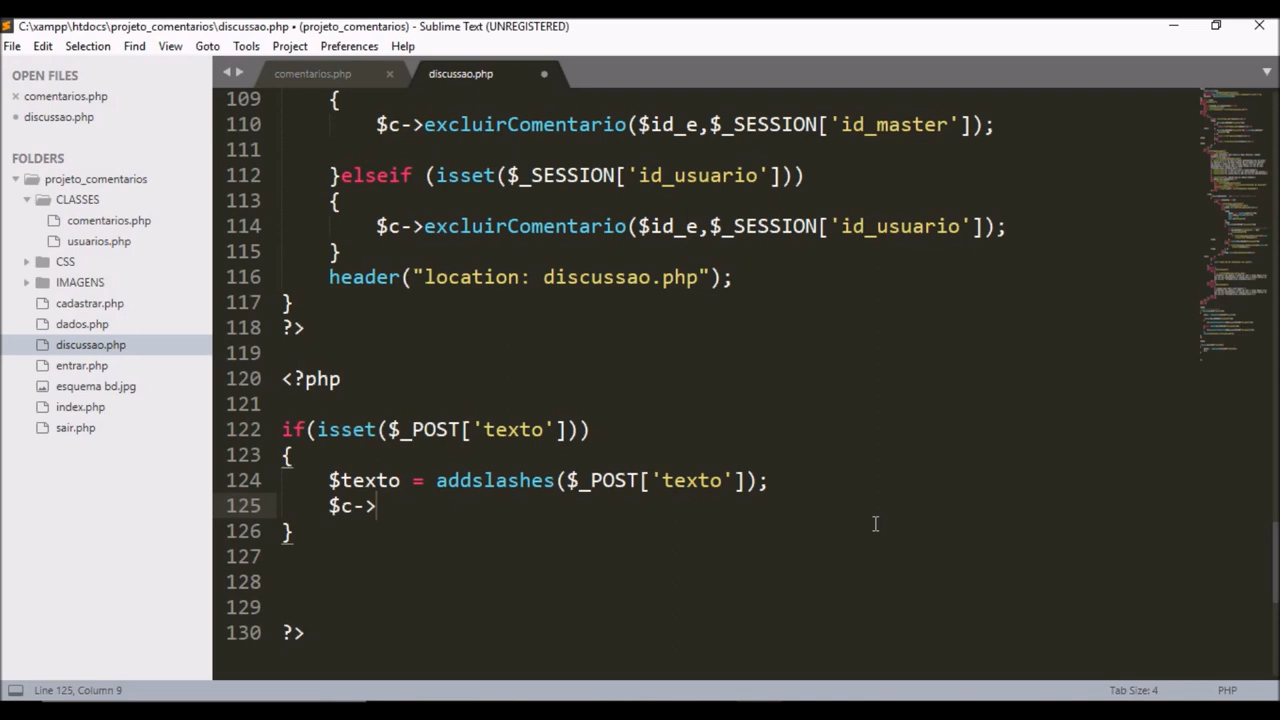 C:\xampp\htdocs\projeto_comentarios\discussao.php • (projeto_comentarios) - Sublime Text (UNREGISTERED)
File Edit Selection Find View Goto Tools Project Preferences Help
OPEN FILES
comentarios.php
discussao.php
FOLDERS
projeto_comentarios
CLASSES
comentarios.php
usuarios.php
CSS
IMAGENS
cadastrar.php
dados.php
discussao.php
entrar.php
esquema bd.jpg
index.php
sair.php
comentarios.php discussao.php
109 {
110 $c->excluirComentario($id_e,$_SESSION['id_master']);
111
112 }elseif (isset($_SESSION['id_usuario']))
113 {
114 $c->excluirComentario($id_e,$_SESSION['id_usuario']);
115 }
116 header("location: discussao.php");
117 }
118 ?>
119
120 <?php
121
122 if(isset($_POST['texto']))
123 {
124 $texto = addslashes($_POST['texto']);
125 $c->
126 }
127
128
129
130 ?>
Line 125, Column 9 Tab Size: 4 PHP